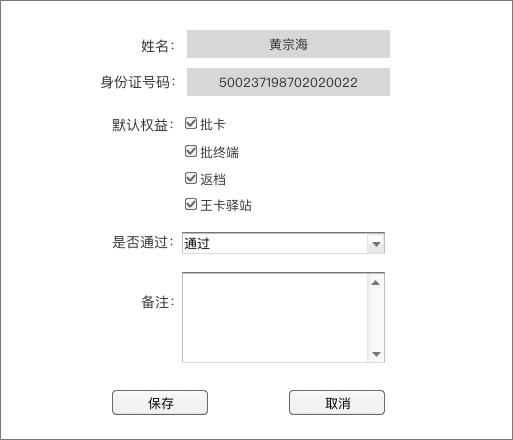 姓名： 黄宗海
身份证号码： 500237198702020022
默认权益： 批卡
批终端
返档
王卡驿站
是否通过： 通过
备注：
保存 取消